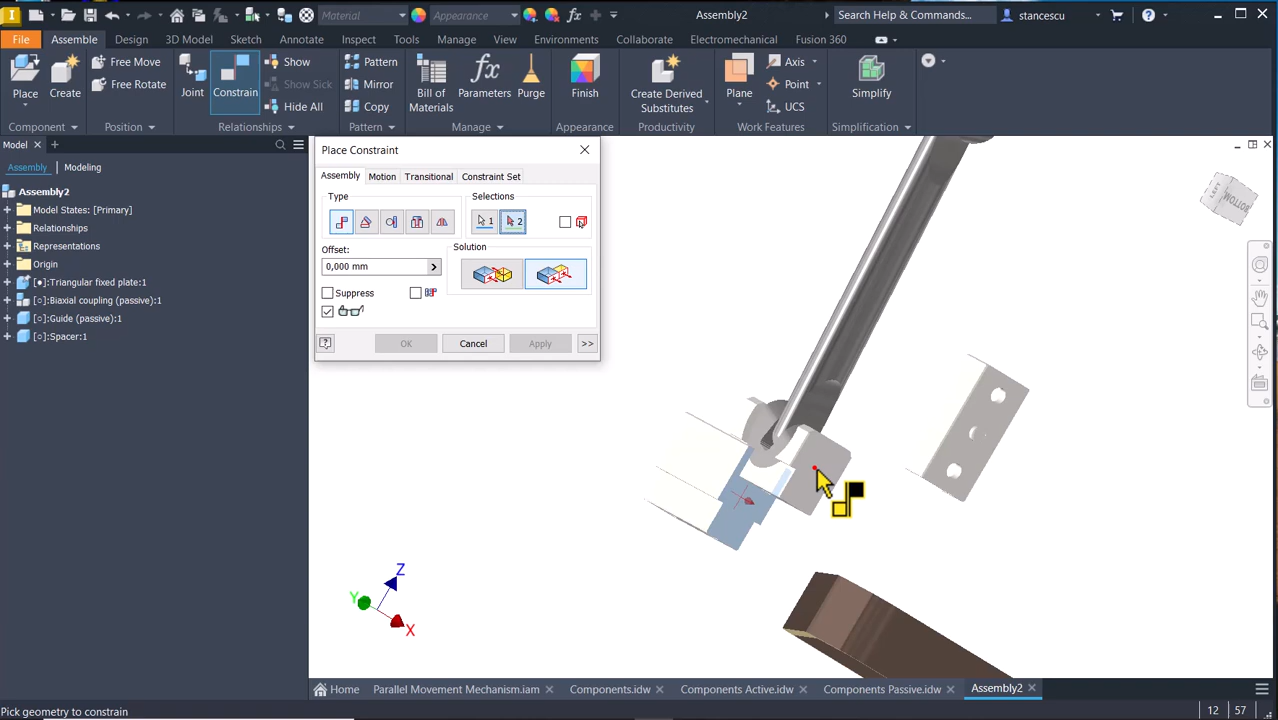 Material
Appearance
Assembly2
Search Help & Commands...
stancescu
File
Assemble
Design
3D Model
Sketch
Annotate
Inspect
Tools
Manage
View
Environments
Collaborate
Electromechanical
Fusion 360
Place
Create
Free Move
Free Rotate
Component
Position
Joint
Constrain
Show
Show Sick
Hide All
Relationships
Pattern
Mirror
Copy
Pattern
Bill of
Materials
Parameters
Purge
Manage
Finish
Appearance
Create Derived
Substitutes
Productivity
Plane
Axis
Point
UCS
Work Features
Simplify
Simplification
Model
Assembly
Modeling
Assembly2
Model States: [Primary]
Relationships
Representations
Origin
[●]:Triangular fixed plate:1
[○]:Biaxial coupling (passive):1
[○]:Guide (passive):1
[○]:Spacer:1
Place Constraint
Assembly
Motion
Transitional
Constraint Set
Type
Selections
1
2
Offset:
0,000 mm
Solution
Suppress
OK
Cancel
Apply
>>
LEFT
BOTTOM
Z
Y
X
Home
Parallel Movement Mechanism.iam
Components.idw
Components Active.idw
Components Passive.idw
Assembly2
Pick geometry to constrain
12
57